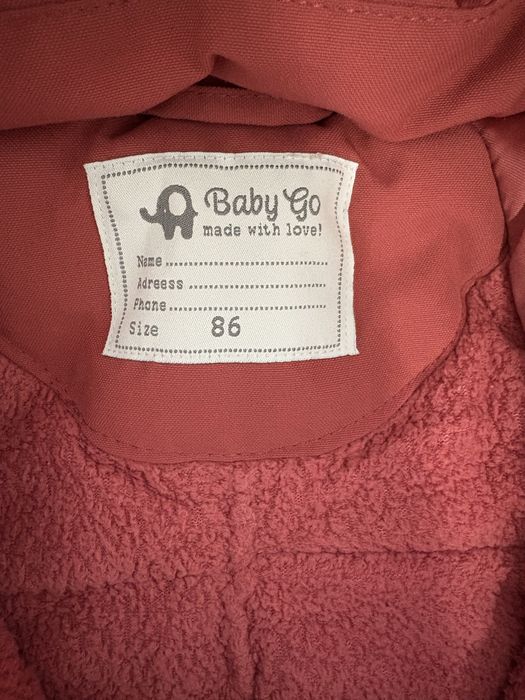 Baby Go
made with love!
Name..............................
Adreess..........................
Phone.............................
Size 86